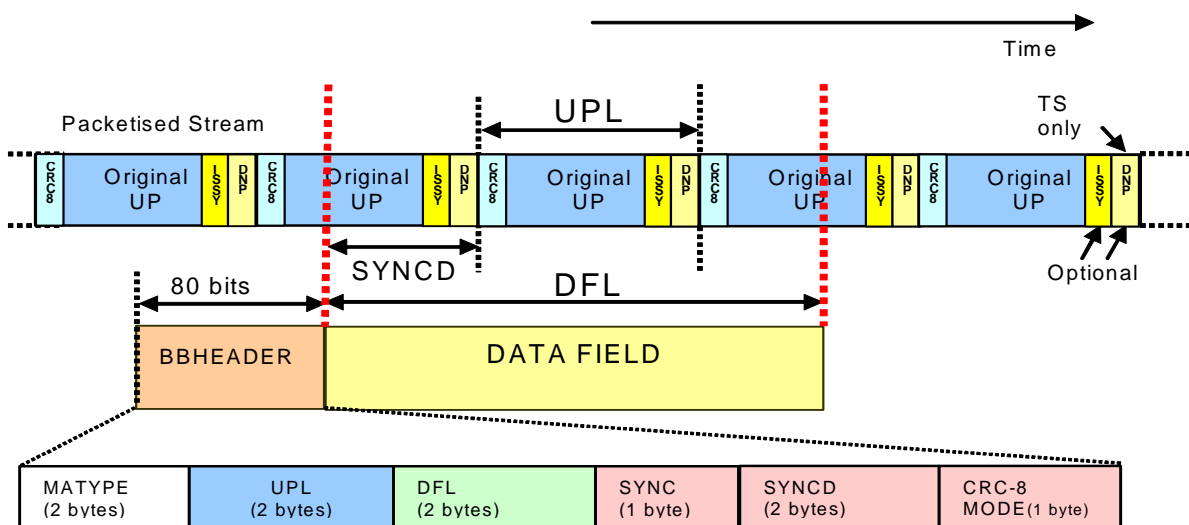 Time
UPL
TS
only
Packetised Stream
CRC8
Original
UP
ISSY
DNP
CRC8
Original
UP
ISSY
DNP
CRC8
Original
UP
ISSY
DNP
CRC8
Original
UP
ISSY
DNP
CRC8
Original
UP
ISSY
DNP
SYNCD
80 bits
DFL
Optional
BBHEADER
DATA FIELD
MATYPE
(2 bytes)
UPL
(2 bytes)
DFL
(2 bytes)
SYNC
(1 byte)
SYNCD
(2 bytes)
CRC-8
MODE(1 byte)